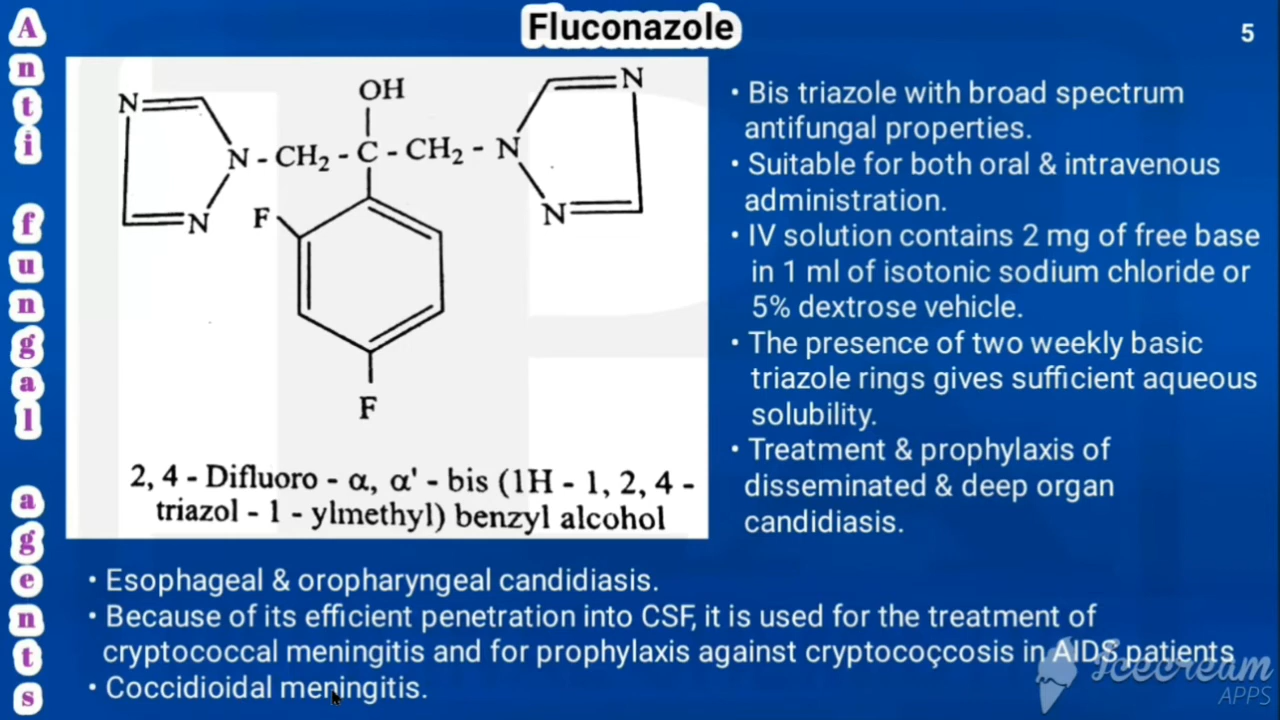 Anti fungal agents
Fluconazole
5
OH
N
N
N - CH₂ - C - CH₂ - N
N
F
N
F
2, 4 - Difluoro - α, α' - bis (1H - 1, 2, 4 -
triazol - 1 - ylmethyl) benzyl alcohol
• Bis triazole with broad spectrum
antifungal properties.
• Suitable for both oral & intravenous
administration.
• IV solution contains 2 mg of free base
in 1 ml of isotonic sodium chloride or
5% dextrose vehicle.
• The presence of two weekly basic
triazole rings gives sufficient aqueous
solubility.
• Treatment & prophylaxis of
disseminated & deep organ
candidiasis.
• Esophageal & oropharyngeal candidiasis.
• Because of its efficient penetration into CSF, it is used for the treatment of
cryptococcal meningitis and for prophylaxis against cryptocoçcosis in AIDS patients
• Coccidioidal meningitis.
Icecream
APPS